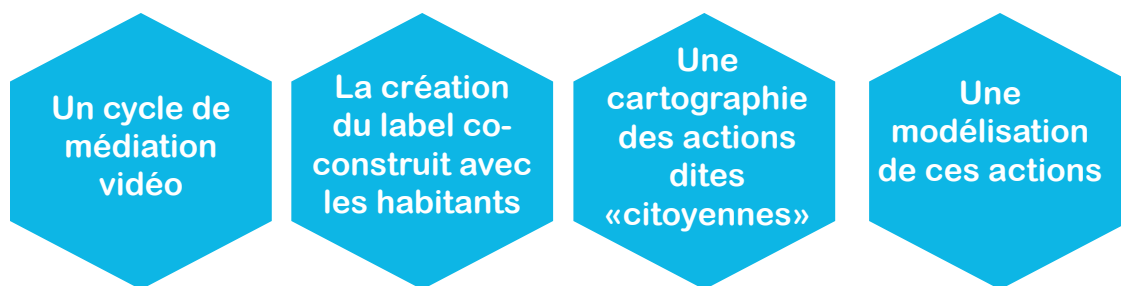 Un cycle de
médiation
vidéo
La création
du label co-
construit avec
les habitants
Une
cartographie
des actions
dites
«citoyennes»
Une
modélisation
de ces actions